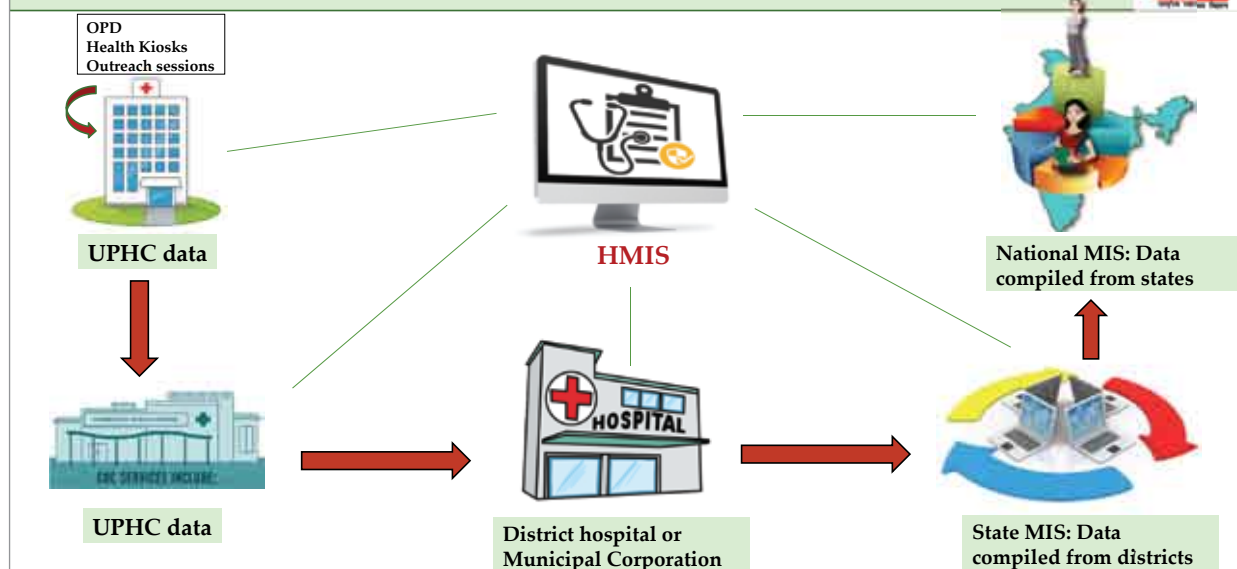 OPD
Health Kiosks
Outreach sessions
UPHC data
HMIS
National MIS: Data
compiled from states
HOSPITAL
UPHC data
District hospital or
Municipal Corporation
State MIS: Data
compiled from districts